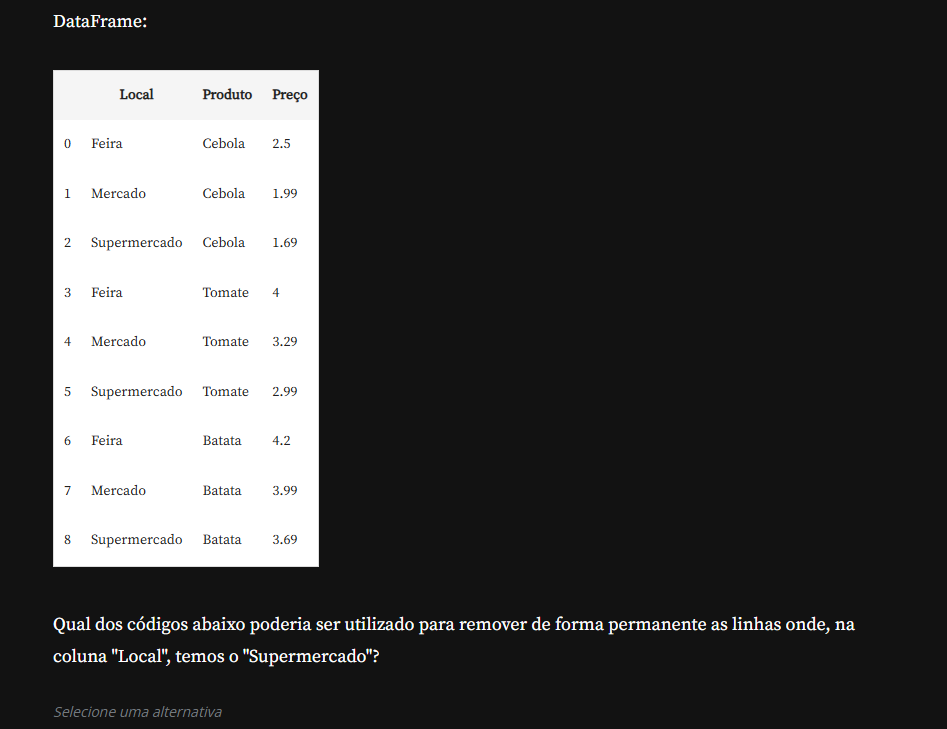 DataFrame:
Local Produto Preço
0 Feira Cebola 2.5
1 Mercado Cebola 1.99
2 Supermercado Cebola 1.69
3 Feira Tomate 4
4 Mercado Tomate 3.29
5 Supermercado Tomate 2.99
6 Feira Batata 4.2
7 Mercado Batata 3.99
8 Supermercado Batata 3.69
Qual dos códigos abaixo poderia ser utilizado para remover de forma permanente as linhas onde, na
coluna "Local", temos o "Supermercado"?
Selecione uma alternativa